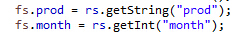 fs.prod = rs.getString("prod");
fs.month = rs.getInt("month");